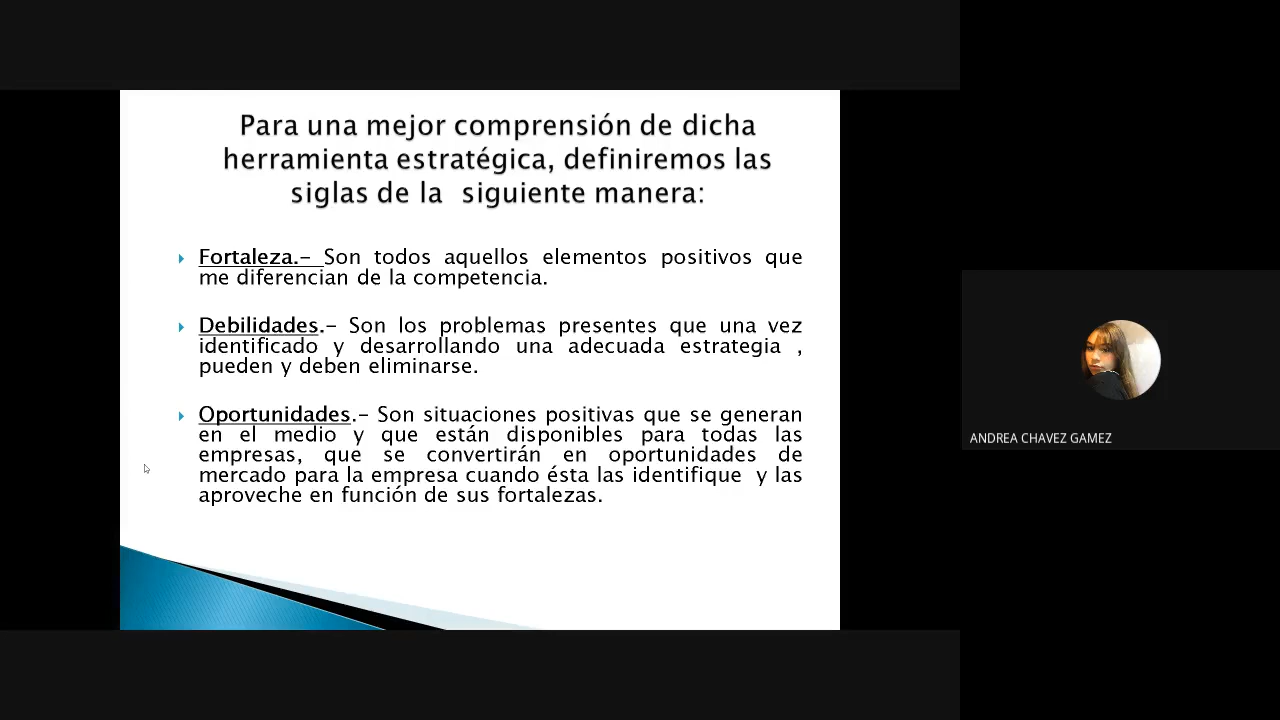 Para una mejor comprensión de dicha
herramienta estratégica, definiremos las
siglas de la  siguiente manera:
Fortaleza.- Son todos aquellos elementos positivos que
me diferencian de la competencia.
Debilidades.- Son los problemas presentes que una vez
identificado y desarrollando una adecuada estrategia ,
pueden y deben eliminarse.
Oportunidades.- Son situaciones positivas que se generan
en el medio y que están disponibles para todas las
empresas, que se convertirán en oportunidades de
mercado para la empresa cuando ésta las identifique  y las
aproveche en función de sus fortalezas.
ANDREA CHAVEZ GAMEZ